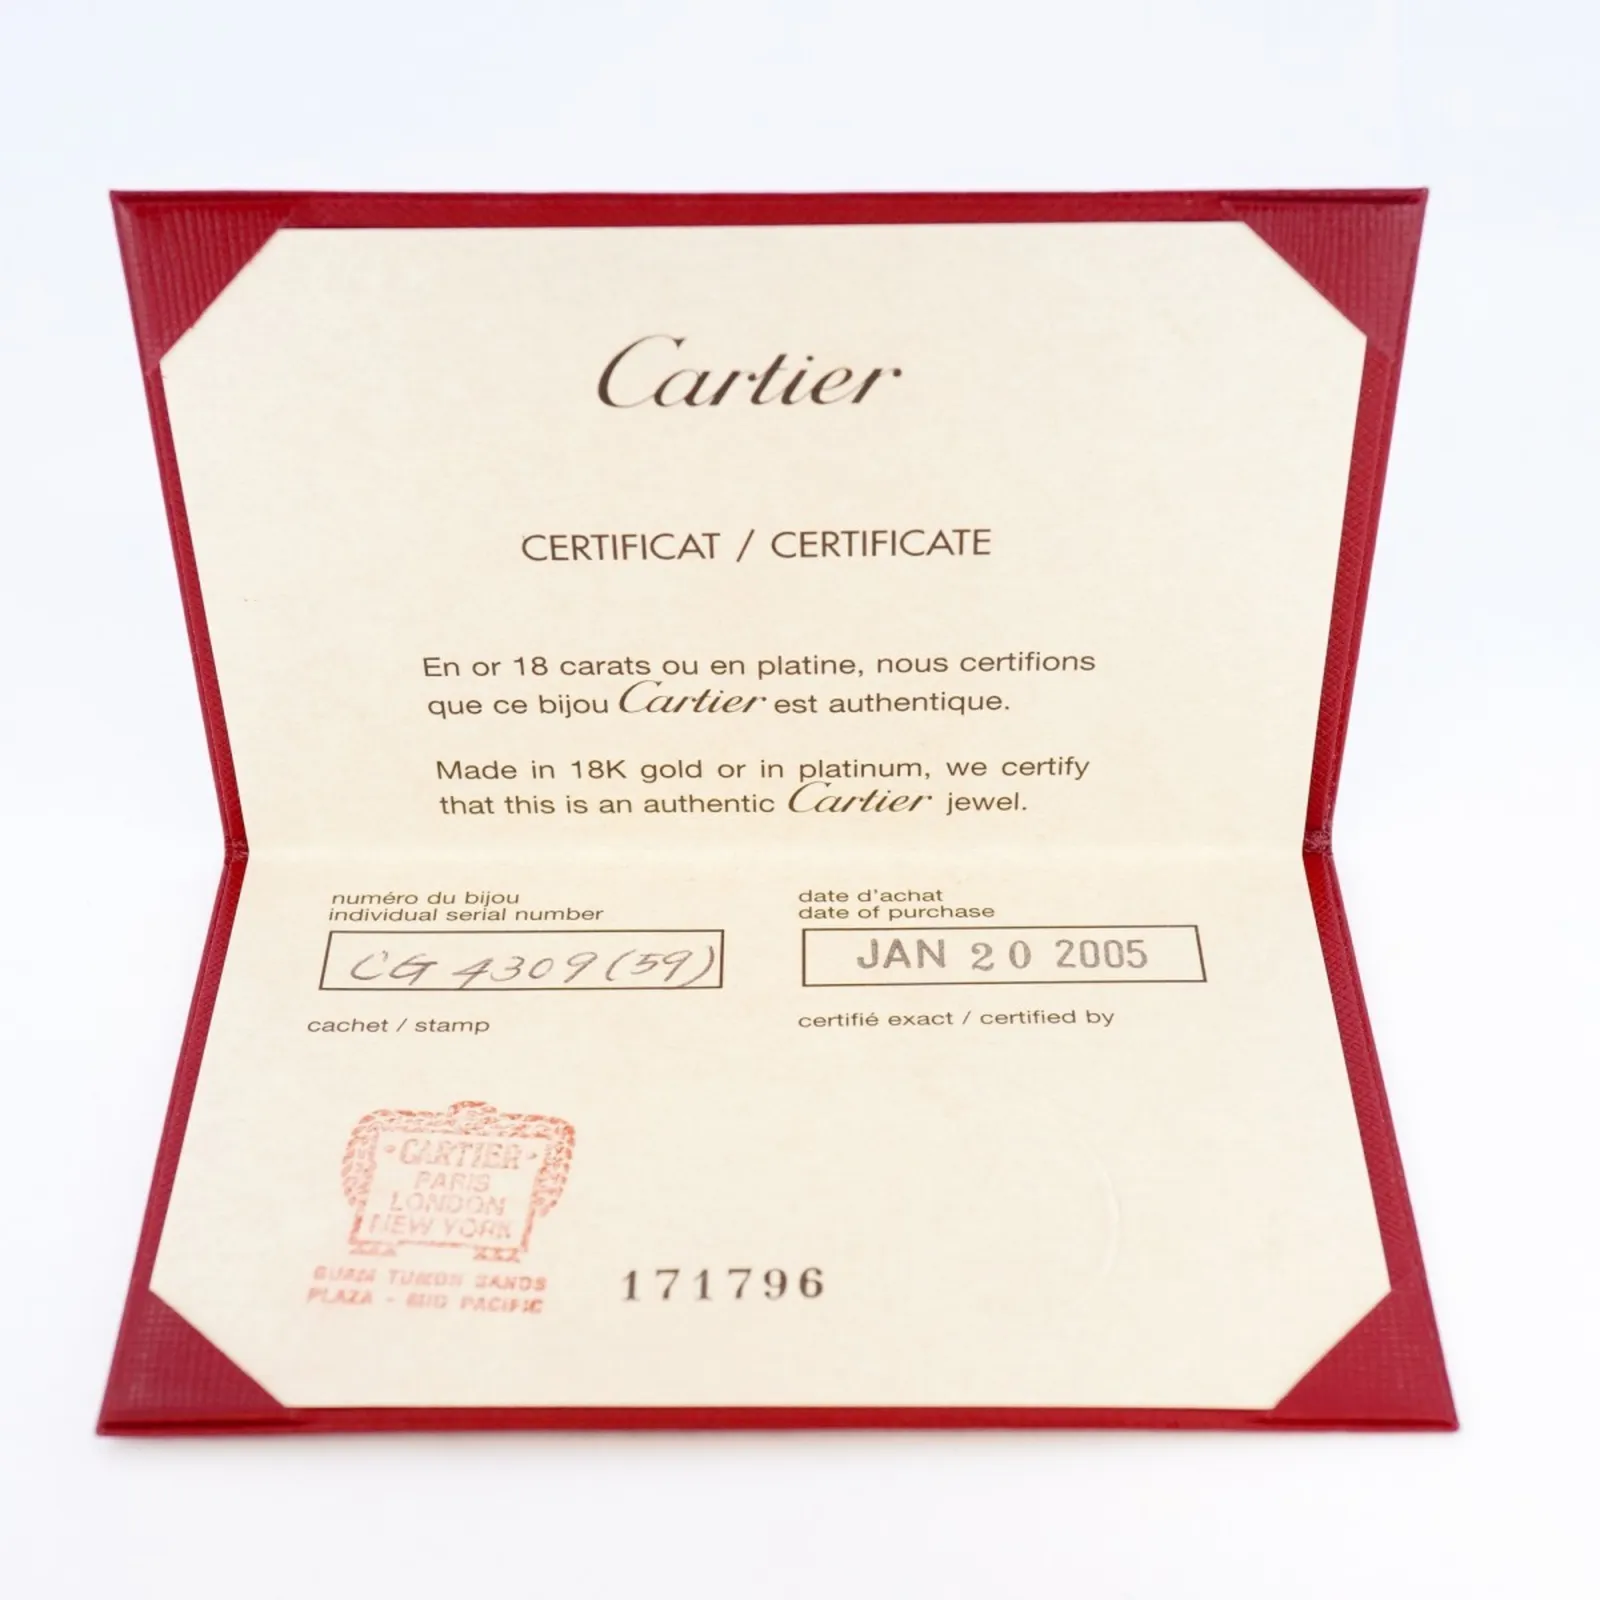 Cartier
CERTIFICAT / CERTIFICATE
En or 18 carats ou en platine, nous certifions
que ce bijou Cartier est authentique.
Made in 18K gold or in platinum, we certify
that this is an authentic Cartier jewel.
numéro du bijou
individual serial number
CG 4309 (59)
date d'achat
date of purchase
JAN 20 2005
cachet / stamp
certifié exact / certified by
CARTIER
PARIS
LONDON
NEW YORK
GUAM TUMON SANDS
PLAZA - MID PACIFIC
171796